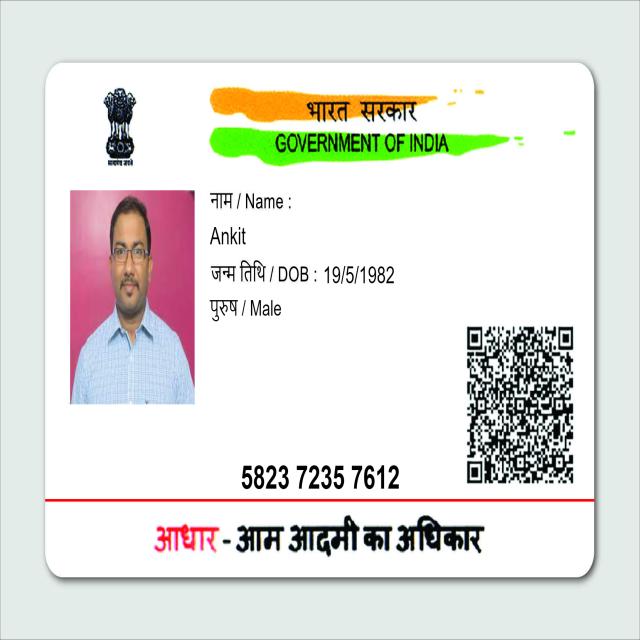 सत्यमेव जयते
भारत सरकार
GOVERNMENT OF INDIA
नाम / Name :
Ankit
जन्म तिथि / DOB : 19/5/1982
पुरुष / Male
5823 7235 7612
आधार - आम आदमी का अधिकार